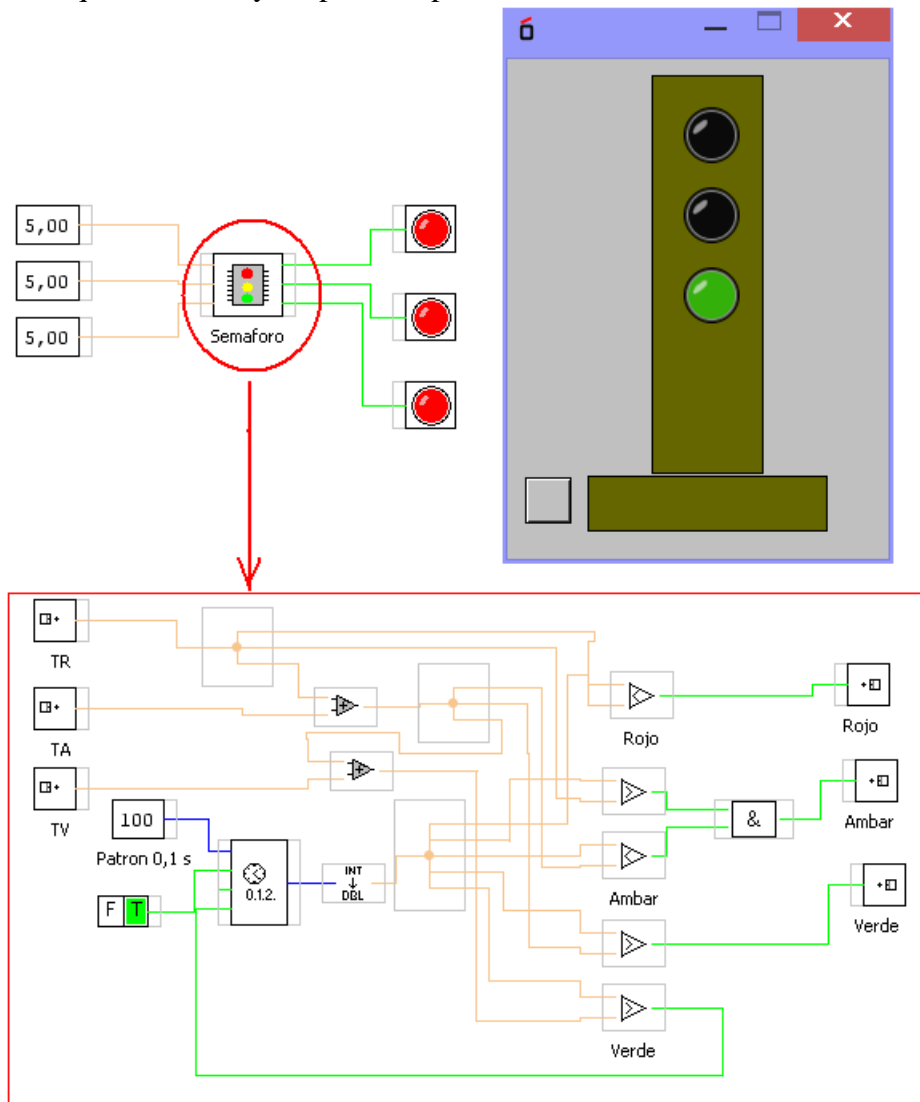 5,00
5,00
5,00
Semaforo
TR
TA
TV
100
Patron 0,1 s
F T
0.1.2.
INT
DBL
&
Rojo
Ambar
Verde
Rojo
Ambar
Verde